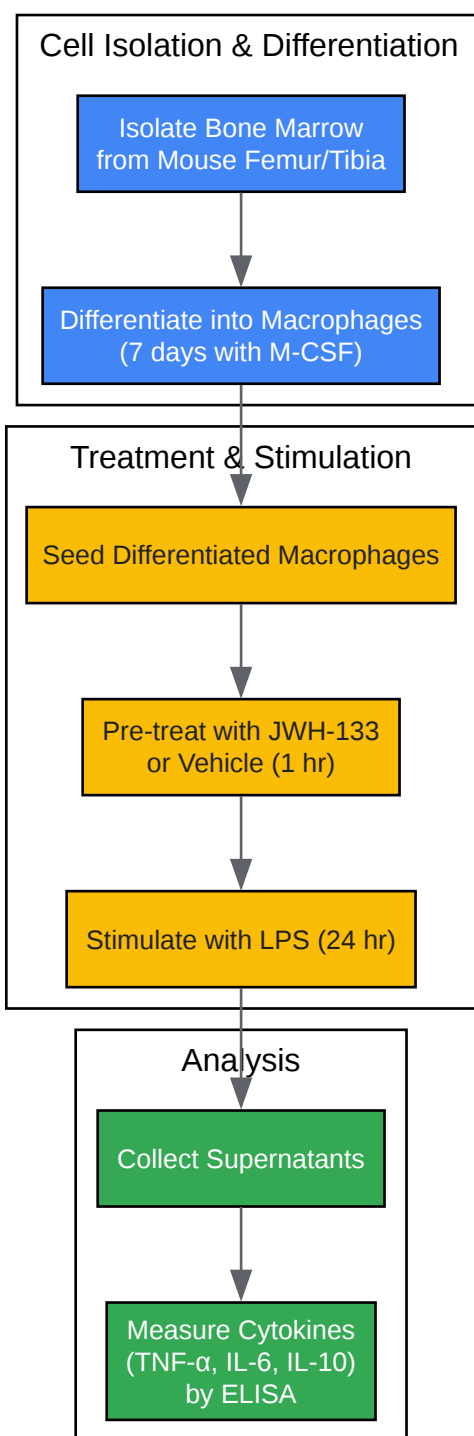 Cell Isolation & Differentiation
Isolate Bone Marrow
from Mouse Femur/Tibia
Differentiate into Macrophages
(7 days with M-CSF)
Treatment & Stimulation
Seed Differentiated Macrophages
Pre-treat with JWH-133
or Vehicle (1 hr)
Stimulate with LPS (24 hr)
Analysis
Collect Supernatants
Measure Cytokines
(TNF-α, IL-6, IL-10)
by ELISA